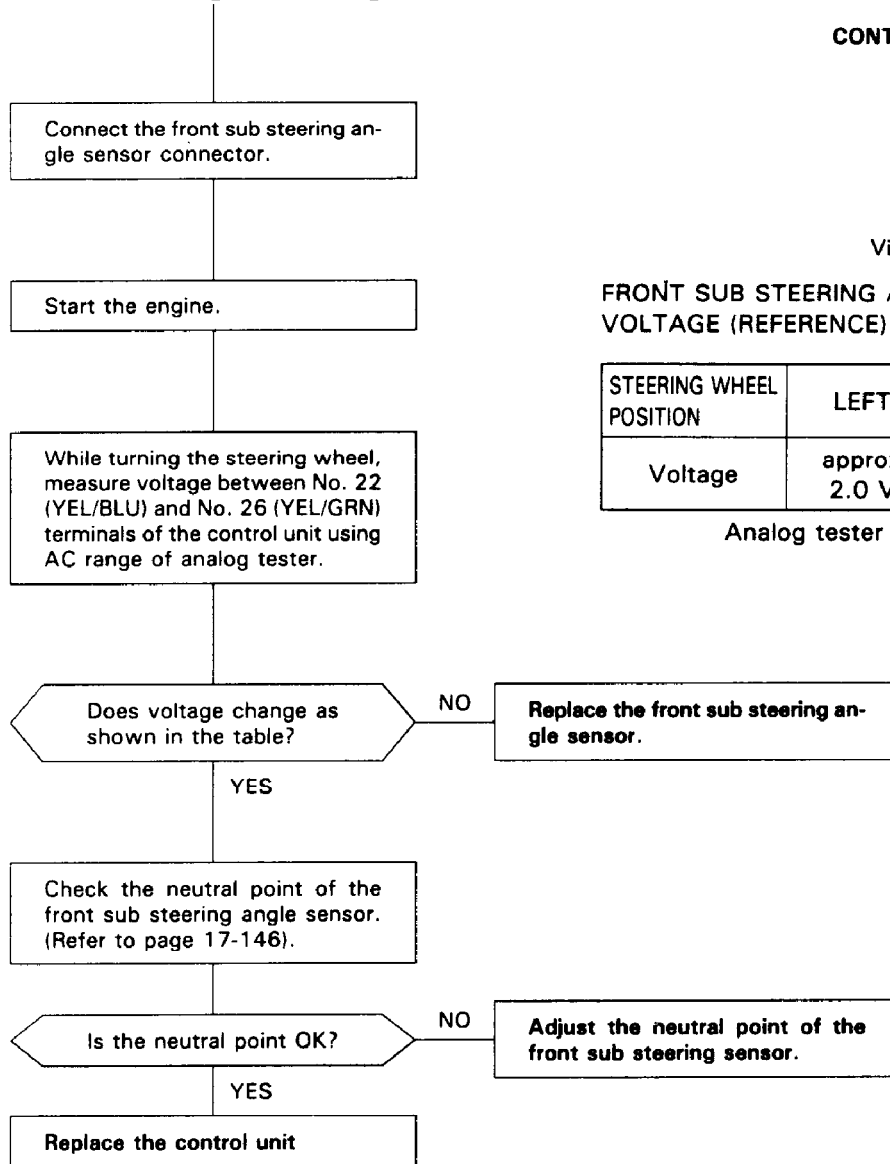 CONT
Connect the front sub steering an-
gle sensor connector.
Start the engine.
Vi
FRONT SUB STEERING
VOLTAGE (REFERENCE)
STEERING WHEEL
POSITION
LEFT
Voltage
appro
2.0 V
Analog tester
While turning the steering wheel,
measure voltage between No. 22
(YEL/BLU) and No. 26 (YEL/GRN)
terminals of the control unit using
AC range of analog tester.
Does voltage change as
shown in the table?
NO
Replace the front sub steering an-
gle sensor.
YES
Check the neutral point of the
front sub steering angle sensor.
(Refer to page 17-146).
Is the neutral point OK?
NO
Adjust the neutral point of the
front sub steering sensor.
YES
Replace the control unit